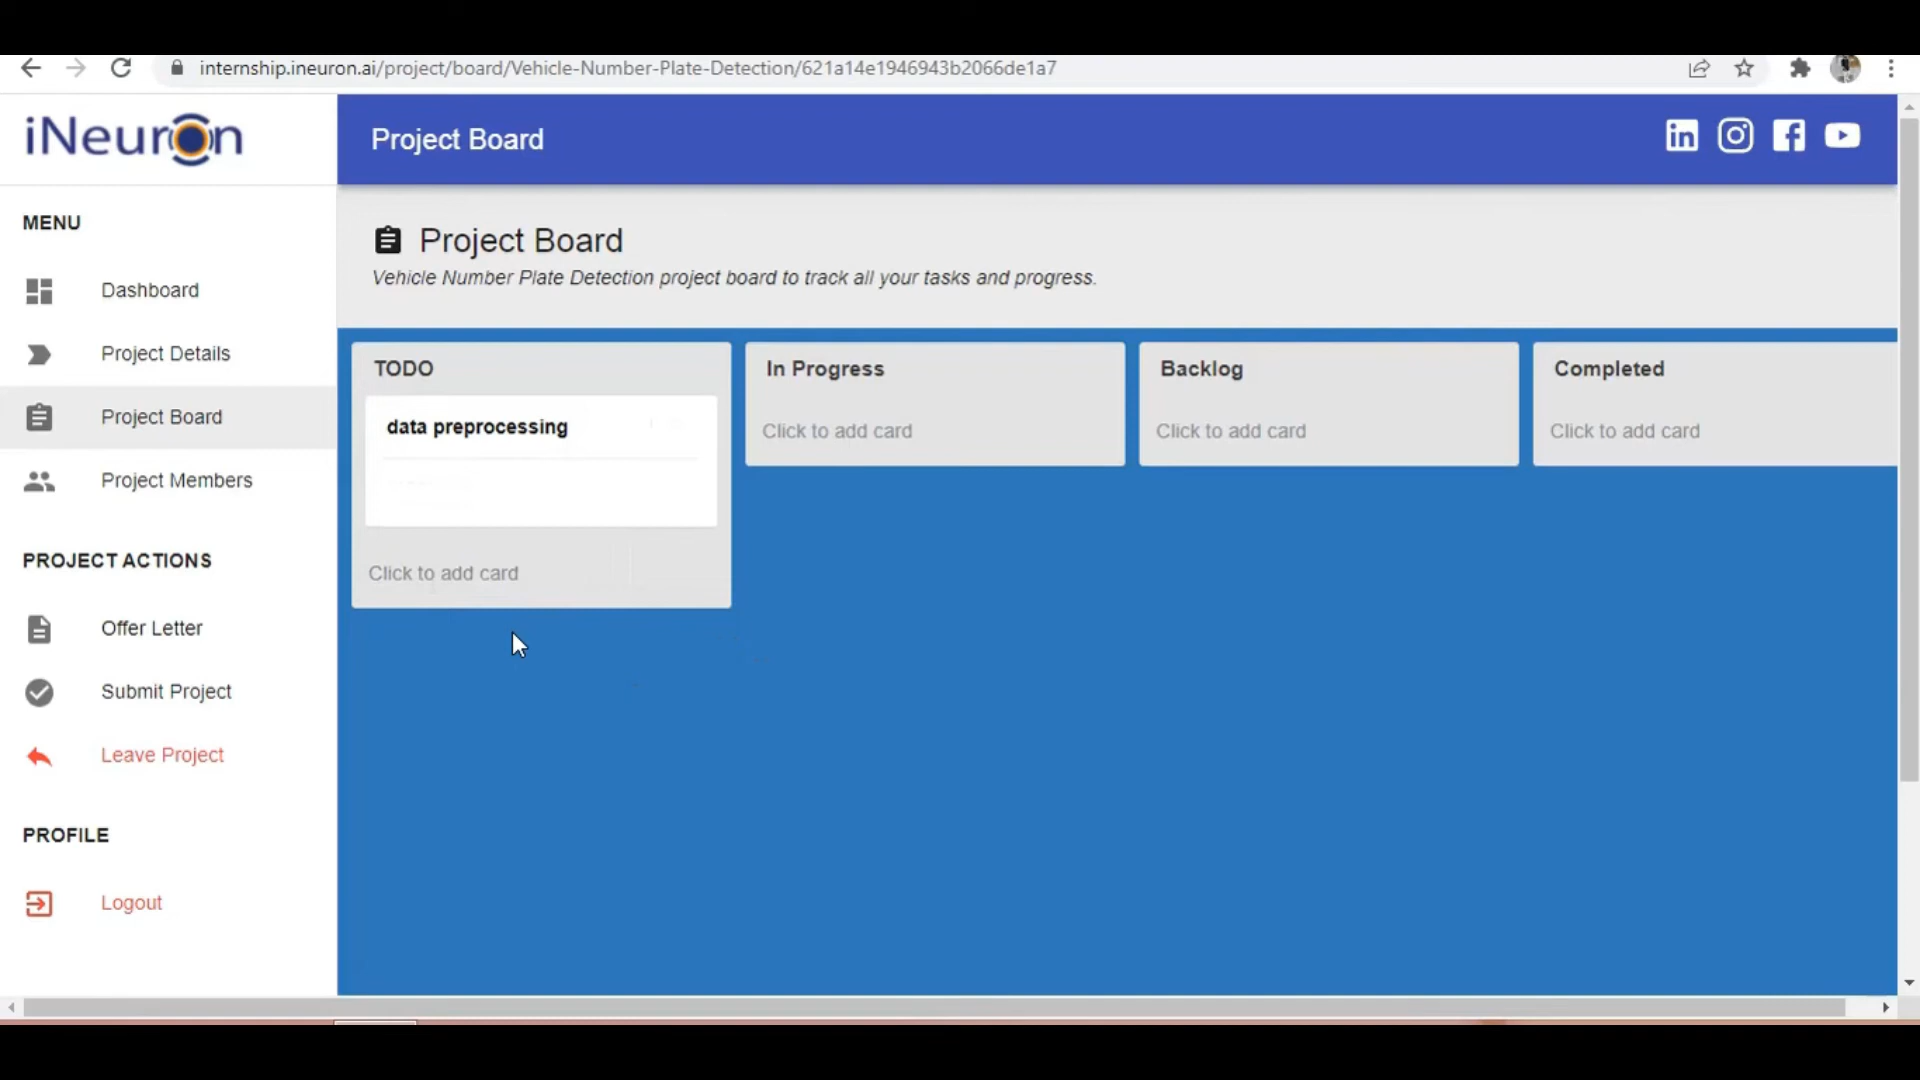 internship.ineuron.ai/project/board/Vehicle-Number-Plate-Detection/621a14e1946943b2066de1a7
iNeuron
Project Board
MENU
Dashboard
Project Details
Project Board
Project Members
PROJECT ACTIONS
Offer Letter
Submit Project
Leave Project
PROFILE
Logout
Project Board
Vehicle Number Plate Detection project board to track all your tasks and progress.
TODO
data preprocessing
Click to add card
In Progress
Click to add card
Backlog
Click to add card
Completed
Click to add card